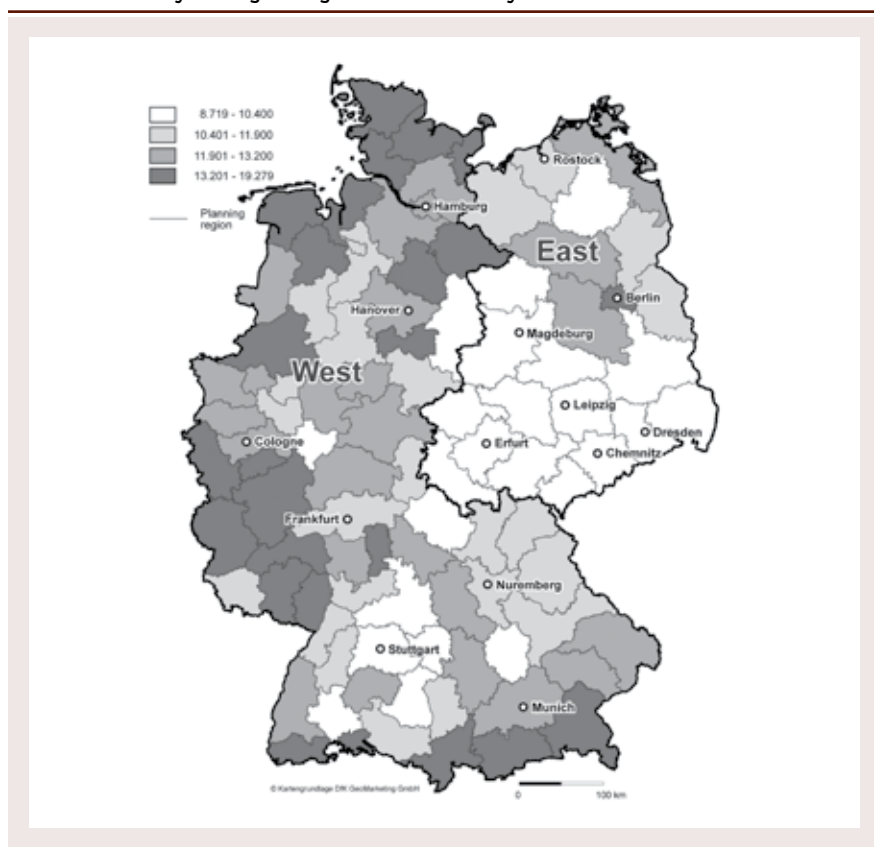 8.719 - 10.400
10.401 - 11.900
11.901 - 13.200
13.201 - 19.279
Planning
region
Rostock
Hamburg
East
Berlin
Hanover
Magdeburg
West
Leipzig
Dresden
Cologne
Erfurt
Chemnitz
Frankfurt
Nuremberg
Stuttgart
Munich
© Kartengrundlage DfK GeoMarketing GmbH
0 100 km